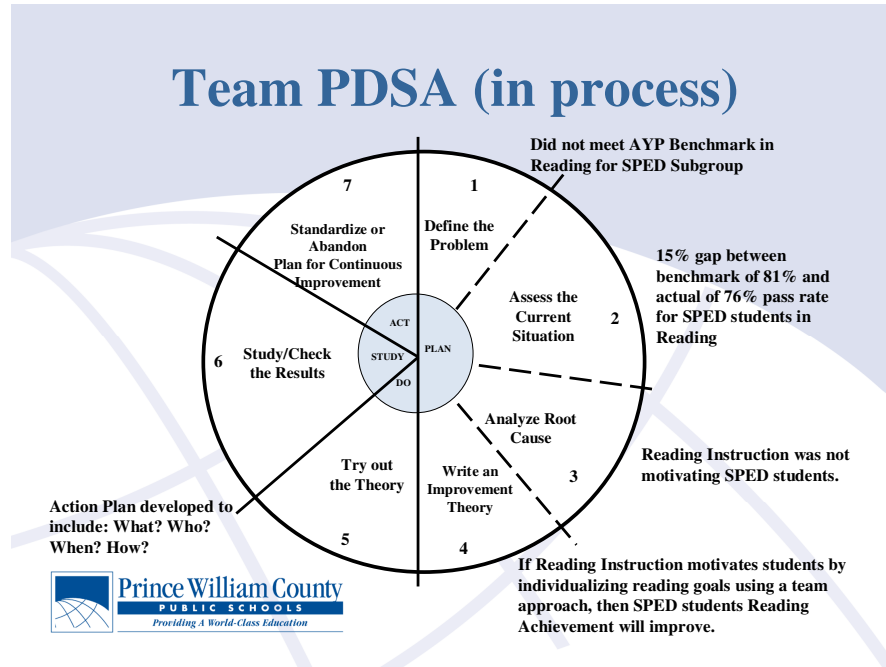 Team PDSA (in process)
Did not meet AYP Benchmark in
Reading for SPED Subgroup
7
1
Standardize or
Abandon
Plan for Continuous
Improvement
Define the
Problem
15% gap between
benchmark of 81% and
actual of 76% pass rate
for SPED students in
Reading
Assess the
Current
Situation
2
ACT
PLAN
STUDY
DO
6
Study/Check
the Results
Analyze Root
Cause
3
Reading Instruction was not
motivating SPED students.
Try out
the Theory
5
Write an
Improvement
Theory
4
Action Plan developed to
include: What? Who?
When? How?
If Reading Instruction motivates students by
individualizing reading goals using a team
approach, then SPED students Reading
Achievement will improve.
Prince William County
PUBLIC SCHOOLS
Providing A World-Class Education